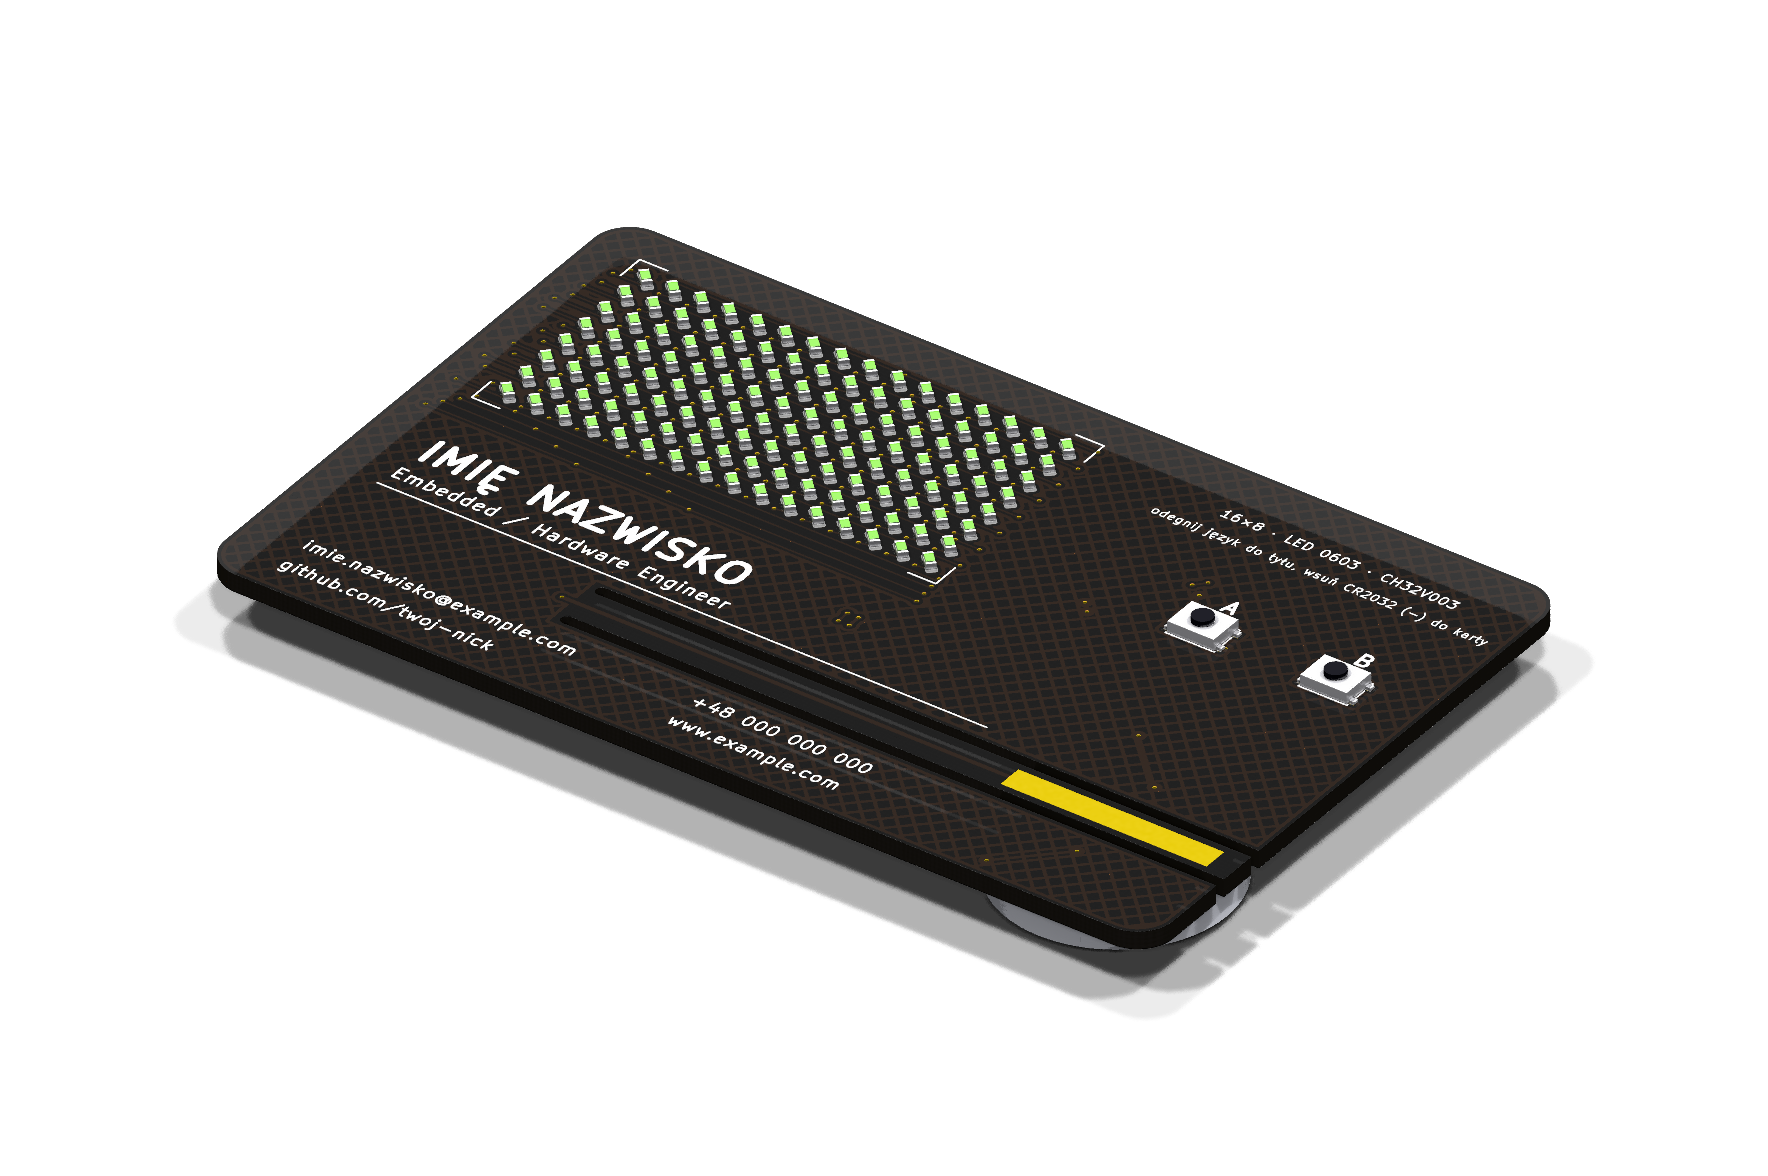 16×8 · LED 0603 · CH32V003
odegnij język do tyłu, wsuń CR2032 (−) do karty
A
B
IMIĘ NAZWISKO
Embedded / Hardware Engineer
imie.nazwisko@example.com
github.com/twoj−nick
+48 000 000 000
www.example.com